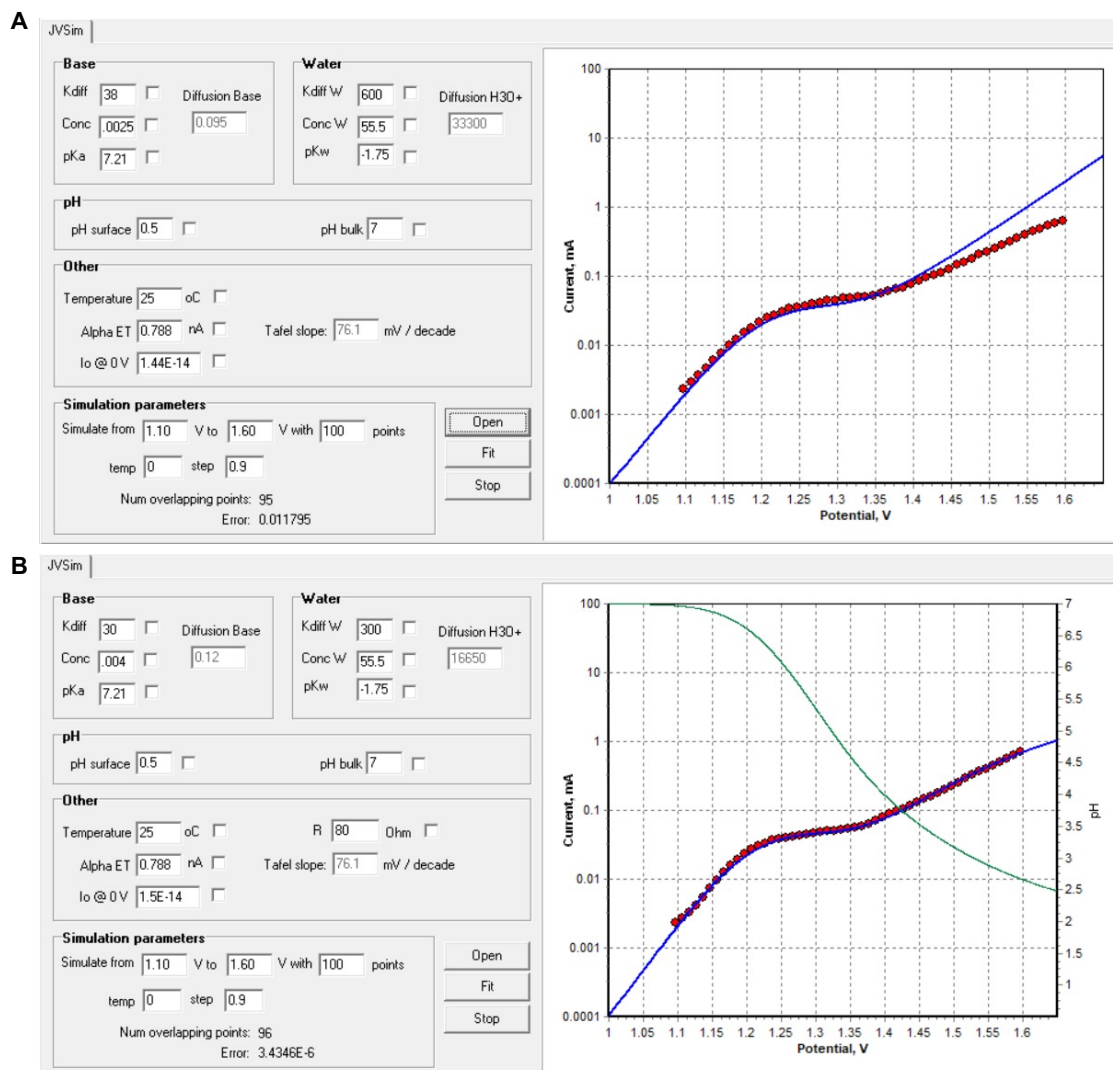 A
JVSim
Base
Kdiff 38 Diffusion Base
0.095
Conc .0025
pKa 7.21
Water
Kdiff W 600 Diffusion H3O+
33300
Conc W 55.5
pKw -1.75
pH
pH surface 0.5 pH bulk 7
Other
Temperature 25 oC
Alpha ET 0.788 nA Tafel slope: 76.1 mV / decade
Io @ 0 V 1.44E-14
Simulation parameters
Simulate from 1.10 V to 1.60 V with 100 points
temp 0 step 0.9
Num overlapping points: 95
Error: 0.011795
Open
Fit
Stop
Current, mA
100
10
1
0.1
0.01
0.001
0.0001
1 1.05 1.1 1.15 1.2 1.25 1.3 1.35 1.4 1.45 1.5 1.55 1.6
Potential, V
B
JVSim
Base
Kdiff 30 Diffusion Base
0.12
Conc .004
pKa 7.21
Water
Kdiff W 300 Diffusion H3O+
16650
Conc W 55.5
pKw -1.75
pH
pH surface 0.5 pH bulk 7
Other
Temperature 25 oC R 80 Ohm
Alpha ET 0.788 nA Tafel slope: 76.1 mV / decade
Io @ 0 V 1.5E-14
Simulation parameters
Simulate from 1.10 V to 1.60 V with 100 points
temp 0 step 0.9
Num overlapping points: 96
Error: 3.4346E-6
Open
Fit
Stop
Current, mA
100
10
1
0.1
0.01
0.001
0.0001
1 1.05 1.1 1.15 1.2 1.25 1.3 1.35 1.4 1.45 1.5 1.55 1.6
Potential, V
7
6.5
6
5.5
5
4.5
4
3.5
3
2.5
2
1.5
1
pH